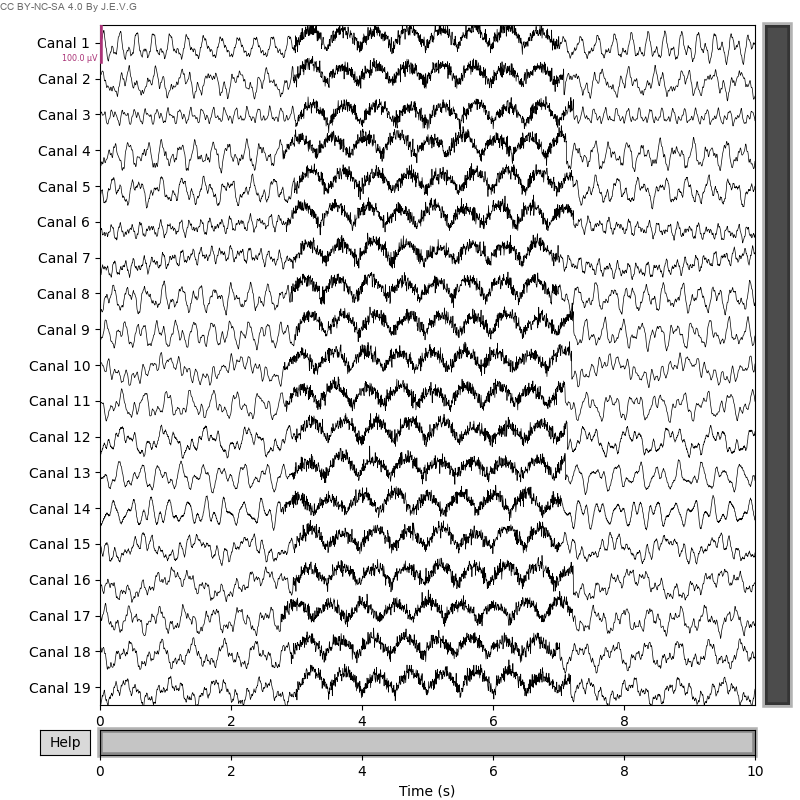 CC BY-NC-SA 4.0 By J.E.V.G
Canal 1
100.0 µV
Canal 2
Canal 3
Canal 4
Canal 5
Canal 6
Canal 7
Canal 8
Canal 9
Canal 10
Canal 11
Canal 12
Canal 13
Canal 14
Canal 15
Canal 16
Canal 17
Canal 18
Canal 19
0 2 4 6 8
Help
0 2 4 6 8 10
Time (s)